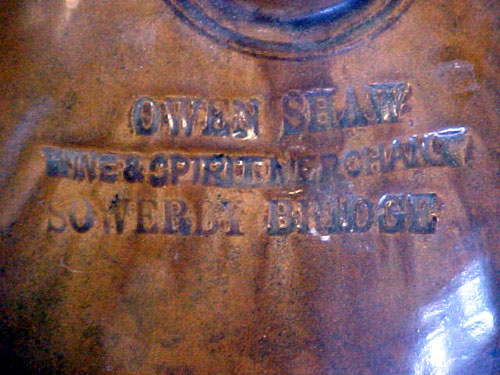 OWEN SHAW
WINE & SPIRIT MERCHANT
SOWERBY BRIDGE